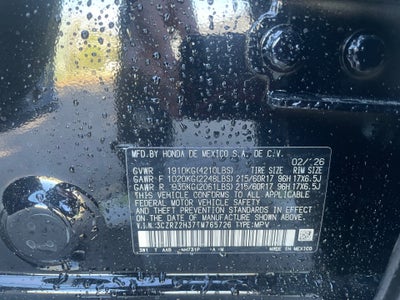 MFD.BY HONDA DE MEXICO S.A. DE C.V.
02/'26
TIRE SIZE RIM SIZE
GVWR 1910KG(4210LBS)
GAWR F 1020KG(2248LBS) 215/60R17 96H 17X6.5J
GAWR R 935KG(2061LBS) 215/60R17 96H 17X6.5J
THIS VEHICLE CONFORMS TO ALL APPLICABLE
FEDERAL MOTOR VEHICLE SAFETY
AND THEFT PREVENTION STANDARDS IN EFFECT ON THE DATE OF
MANUFACTURE SHOWN ABOVE.
V.I.N.:3CZRZ2H37TM765726 TYPE:MPV
MADE IN MEXICO